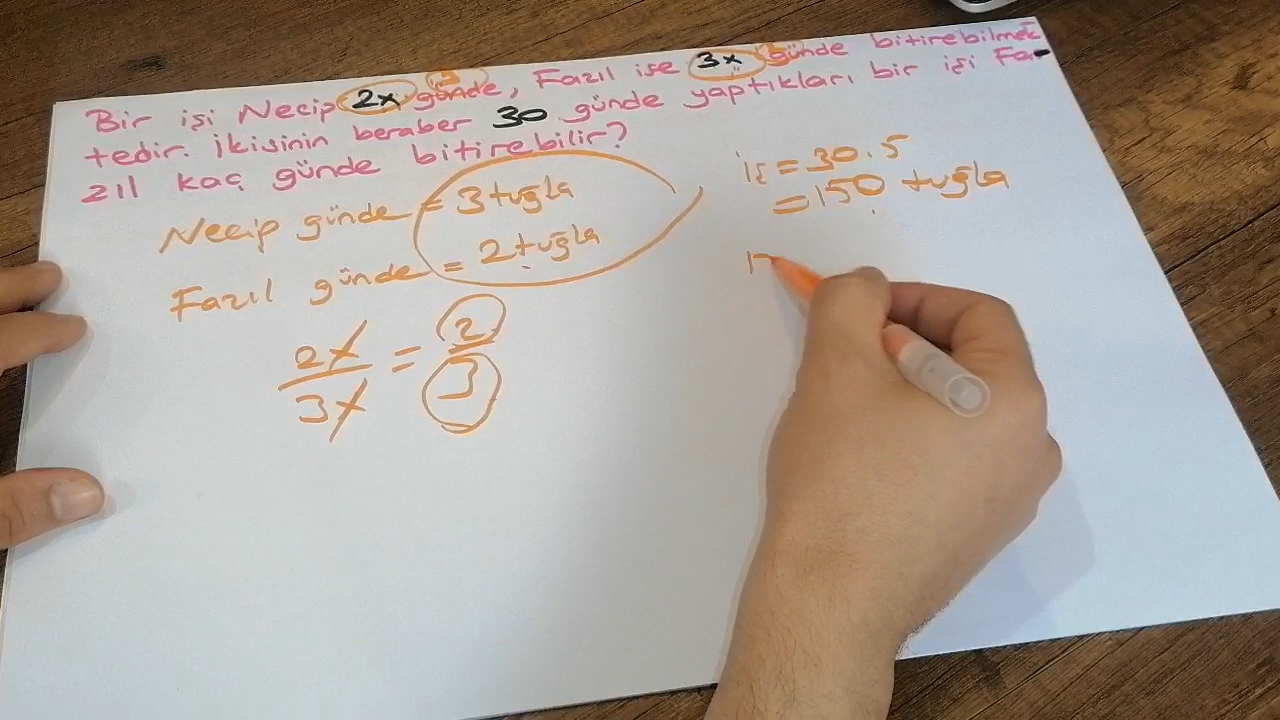 Bir işi Necip 2x günde, Fazıl ise 3x günde bitirebilmek
tedir. İkisinin beraber 30 günde yaptıkları bir işi Fa-
zıl kaç günde bitirebilir?
Necip günde = 3 tuğla
Fazıl günde = 2 tuğla
2x
3x
=
2
3
iş = 30.5
= 150 tuğla